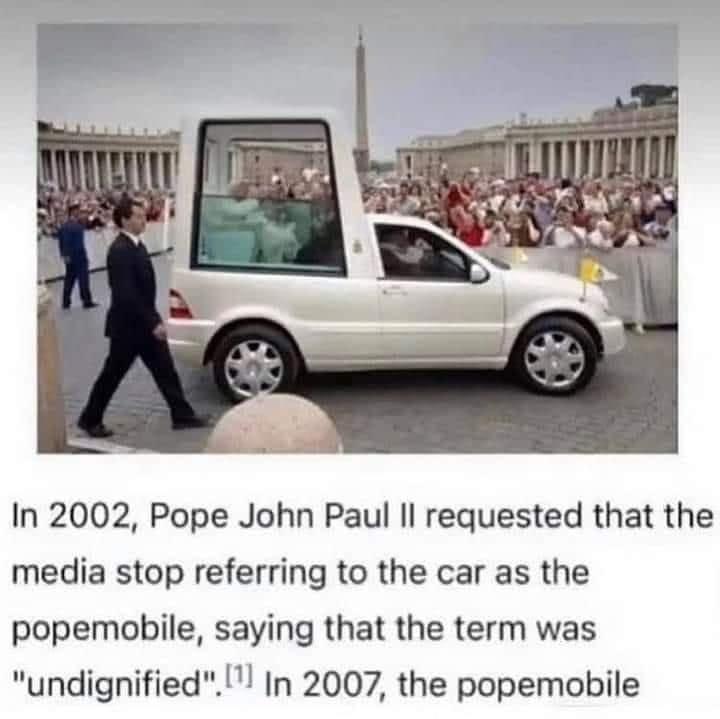 In 2002, Pope John Paul II requested that the
media stop referring to the car as the
popemobile, saying that the term was
"undignified".[1] In 2007, the popemobile